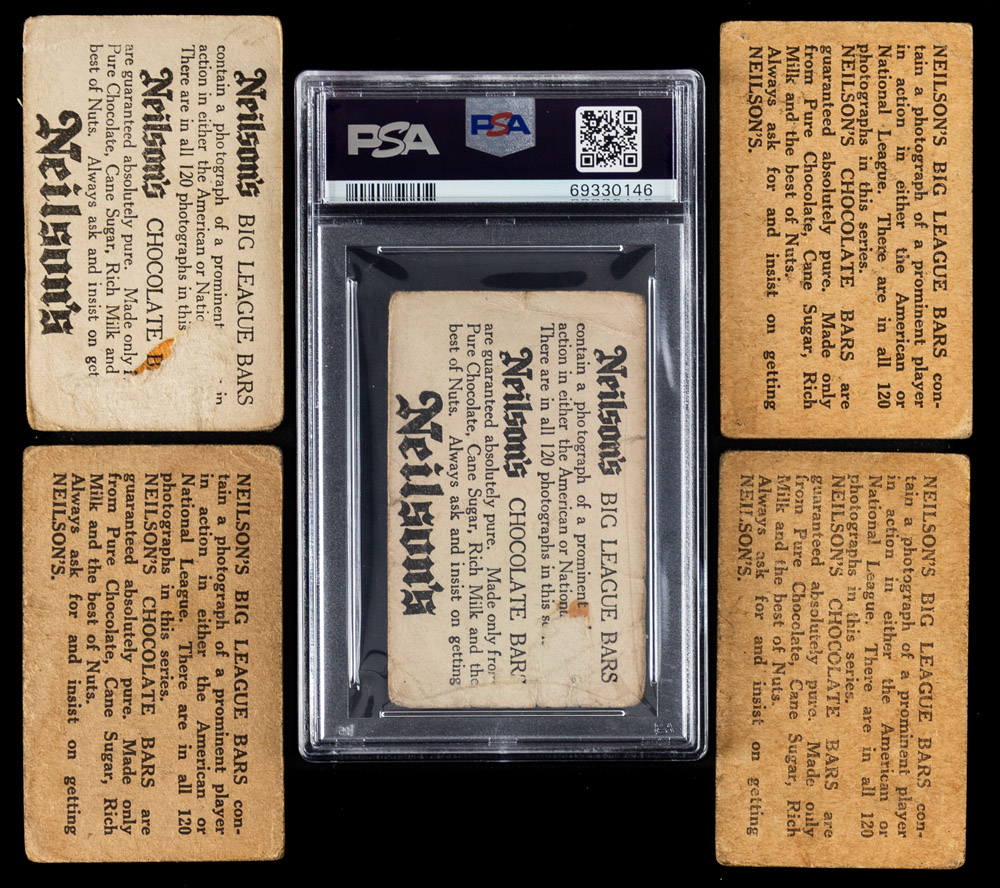 Neilson's BIG LEAGUE BARS
contain a photograph of a prominent in
action in either the American or
There are in all 120 photographs in this
Neilson's CHOCOLATE
are guaranteed absolutely pure. Made only
Pure Chocolate, Cane Sugar, Rich Milk and
best of Nuts. Always ask and insist on get
Neilson's
PSA
PSA
69330146
Neilson's BIG LEAGUE BARS
contain a photograph of a prominent
action in either the American or
There are in all 120 photographs in this
Neilson's CHOCOLATE BARS
are guaranteed absolutely pure. Made only from
Pure Chocolate, Cane Sugar, Rich Milk and the
best of Nuts. Always ask and insist on getting
Neilson's
NEILSON'S BIG LEAGUE BARS con-
tain a photograph of a prominent player
in action in either the American or
National League. There are in all 120
photographs in this series.
NEILSON'S CHOCOLATE BARS are
guaranteed absolutely pure. Made only
from Pure Chocolate, Cane Sugar, Rich
Milk and the best of Nuts.
Always ask for and insist on getting
NEILSON'S.
NEILSON'S BIG LEAGUE BARS con-
tain a photograph of a prominent player
in action in either the American or
National League. There are in all 120
photographs in this series.
NEILSON'S CHOCOLATE BARS are
guaranteed absolutely pure. Made only
from Pure Chocolate, Cane Sugar, Rich
Milk and the best of Nuts.
Always ask for and insist on getting
NEILSON'S.
NEILSON'S BIG LEAGUE BARS con-
tain a photograph of a prominent player
in action in either the American or
National League. There are in all 120
photographs in this series.
NEILSON'S CHOCOLATE BARS are
guaranteed absolutely pure. Made only
from Pure Chocolate, Cane Sugar, Rich
Milk and the best of Nuts.
Always ask for and insist on getting
NEILSON'S.